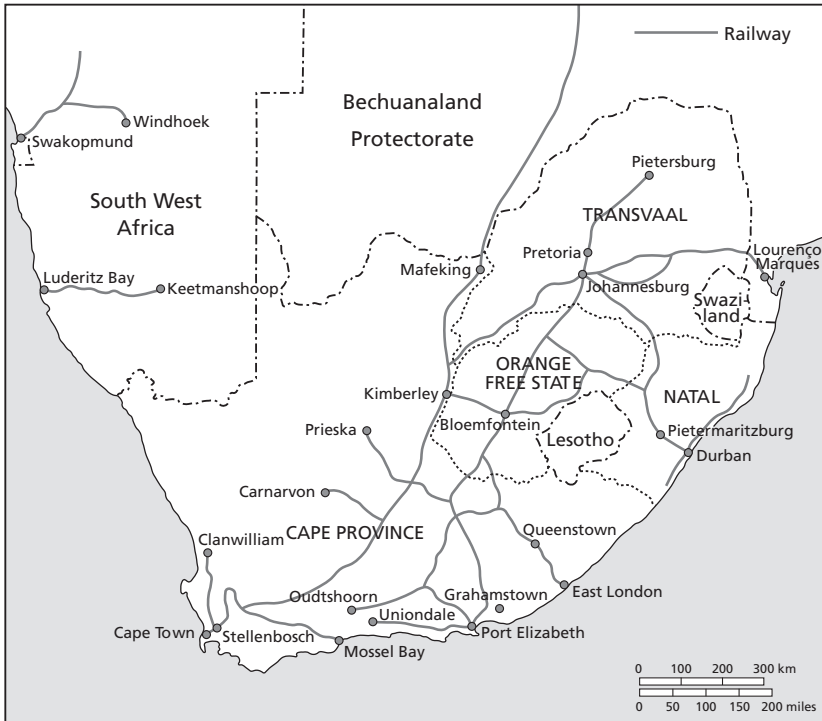 Railway
Bechuanaland
Protectorate
Windhoek
Swakopmund
Pietersburg
South West
Africa
TRANSVAAL
Pretoria
Lourenço
Marques
Mafeking
Luderitz Bay
Keetmanshoop
Johannesburg
Swazi-
land
ORANGE
FREE STATE
Kimberley
NATAL
Bloemfontein
Prieska
Pietermaritzburg
Lesotho
Durban
Carnarvon
CAPE PROVINCE
Queenstown
Clanwilliam
East London
Oudtshoorn
Grahamstown
Uniondale
Cape Town
Stellenbosch
Port Elizabeth
Mossel Bay
0 100 200 300 km
0 50 100 150 200 miles